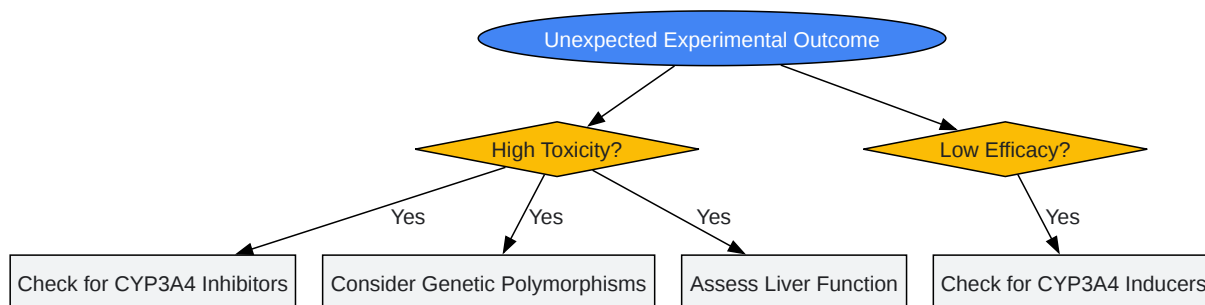 Unexpected Experimental Outcome
High Toxicity?
Low Efficacy?
Yes
Yes
Yes
Yes
Check for CYP3A4 Inhibitors
Consider Genetic Polymorphisms
Assess Liver Function
Check for CYP3A4 Inducers